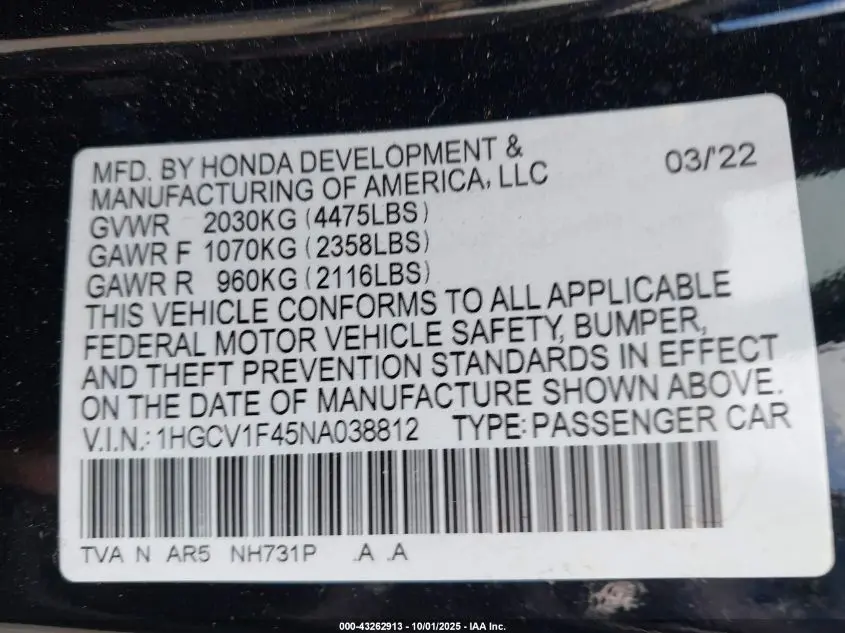 MFD. BY HONDA DEVELOPMENT & 03/'22
MANUFACTURING OF AMERICA, LLC
GVWR 2030KG (4475LBS)
GAWR F 1070KG (2358LBS)
GAWR R 960KG (2116LBS)
THIS VEHICLE CONFORMS TO ALL APPLICABLE
FEDERAL MOTOR VEHICLE SAFETY, BUMPER,
AND THEFT PREVENTION STANDARDS IN EFFECT
ON THE DATE OF MANUFACTURE SHOWN ABOVE.
V.I.N.: 1HGCV1F45NA038812 TYPE: PASSENGER CAR
TVA N AR5 NH731P .A .A
000-43262913 - 10/01/2025 - IAA Inc.